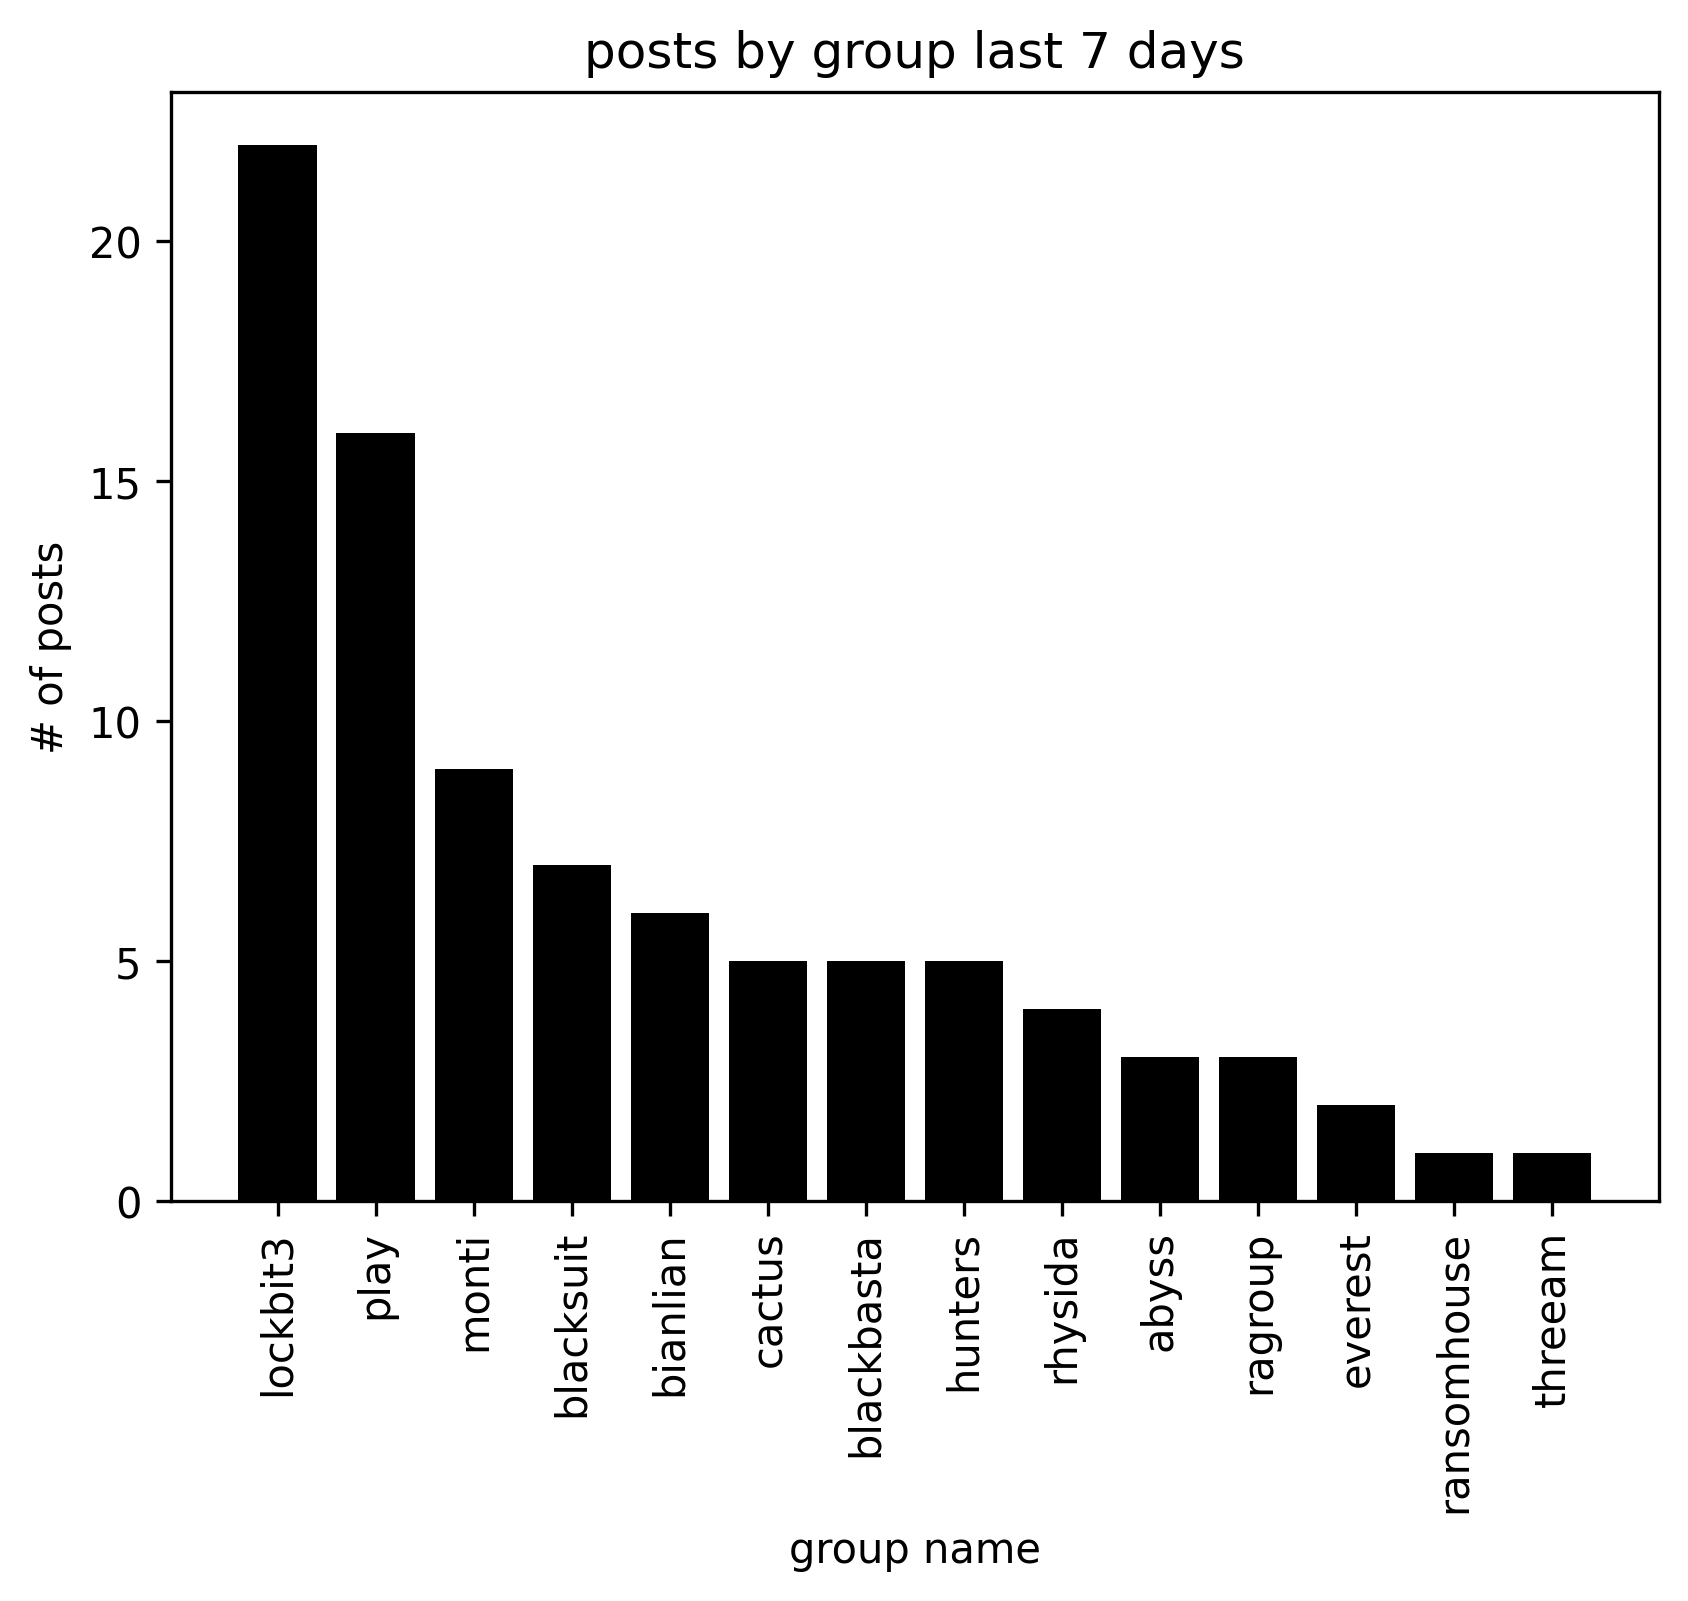 posts by group last 7 days
# of posts
20
15
10
5
0
lockbit3
play
monti
blacksuit
bianlian
cactus
blackbasta
hunters
rhysida
abyss
ragroup
everest
ransomhouse
threeam
group name